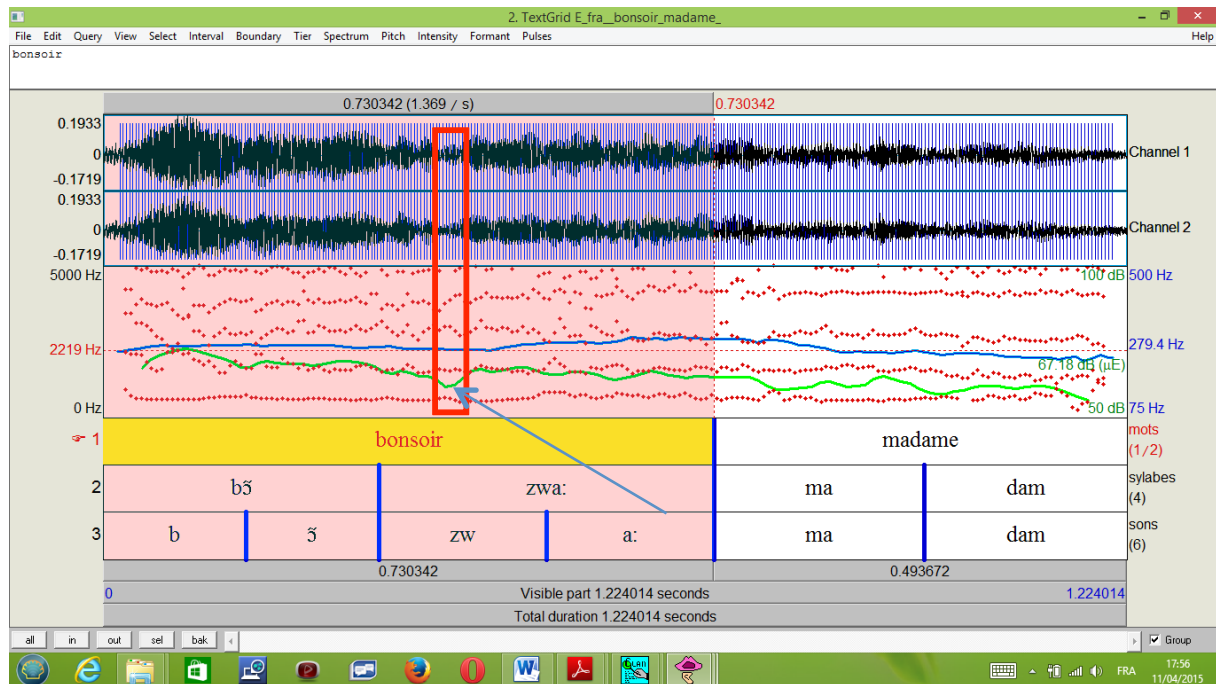 2. TextGrid E_fra__bonsoir_madame_
File Edit Query View Select Interval Boundary Tier Spectrum Pitch Intensity Formant Pulses Help
bonsoir
0.730342 (1.369 / s) 0.730342
0.1933
0
-0.1719
Channel 1
0.1933
0
-0.1719
Channel 2
5000 Hz 100 dB 500 Hz
2219 Hz 279.4 Hz
67.18 dB (µE)
0 Hz 50 dB 75 Hz
1 bonsoir madame mots (1/2)
2 bɔ̃ zwa: ma dam sylabes (4)
3 b ɔ̃ zw a: ma dam sons (6)
0.730342 0.493672
0 Visible part 1.224014 seconds 1.224014
Total duration 1.224014 seconds
all in out sel bak Group
FRA 17:56
11/04/2015